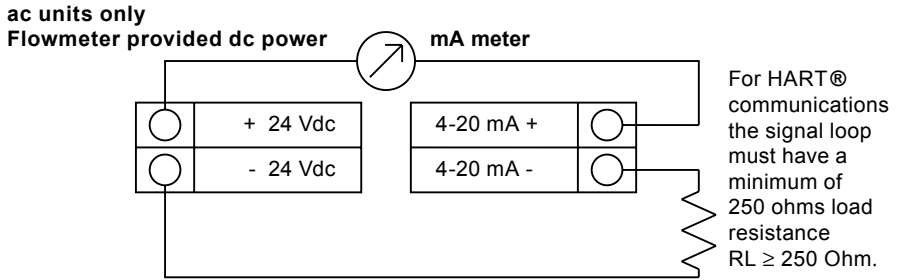 ac units only
Flowmeter provided dc power
mA meter
+ 24 Vdc
4-20 mA +
- 24 Vdc
4-20 mA -
For HART®
communications
the signal loop
must have a
minimum of
250 ohms load
resistance
RL ≥ 250 Ohm.